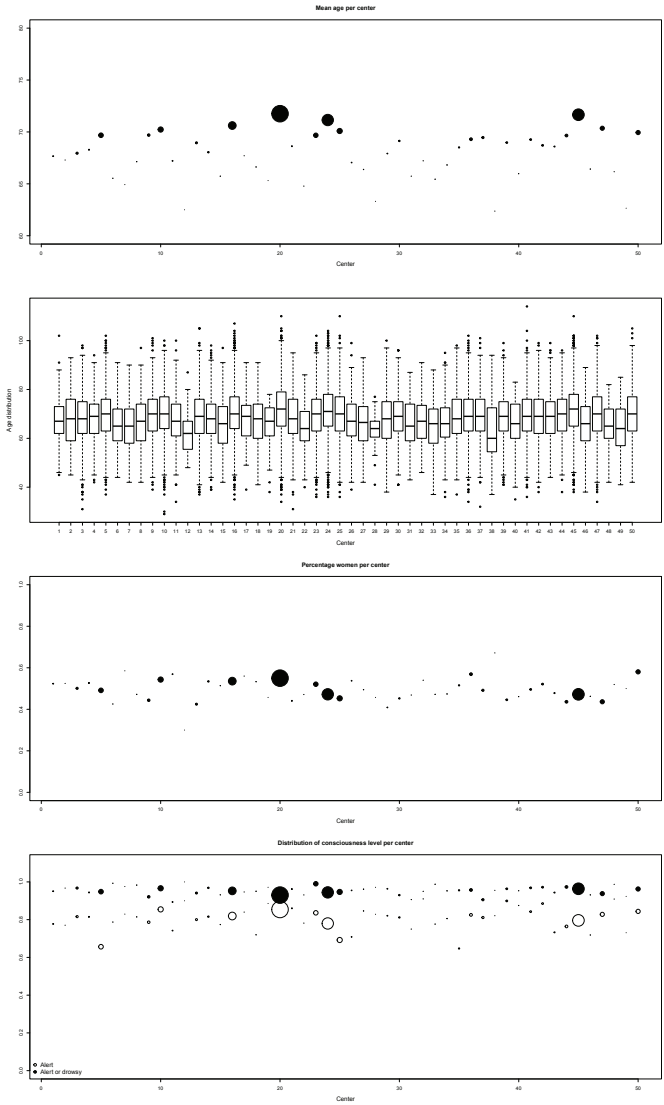 Mean age per center
80
75
70
65
60
0 10 20 30 40 50
Center
Age distribution
100
80
60
40
1 2 3 4 5 6 7 8 9 10 11 12 13 14 15 16 17 18 19 20 21 22 23 24 25 26 27 28 29 30 31 32 33 34 35 36 37 38 39 40 41 42 43 44 45 46 47 48 49 50
Center
Percentage women per center
1.0
0.8
0.6
0.4
0.2
0.0
0 10 20 30 40 50
Center
Distribution of consciousness level per center
1.0
0.8
0.6
0.4
0.2
0.0
Alert
Alert or drowsy
0 10 20 30 40 50
Center